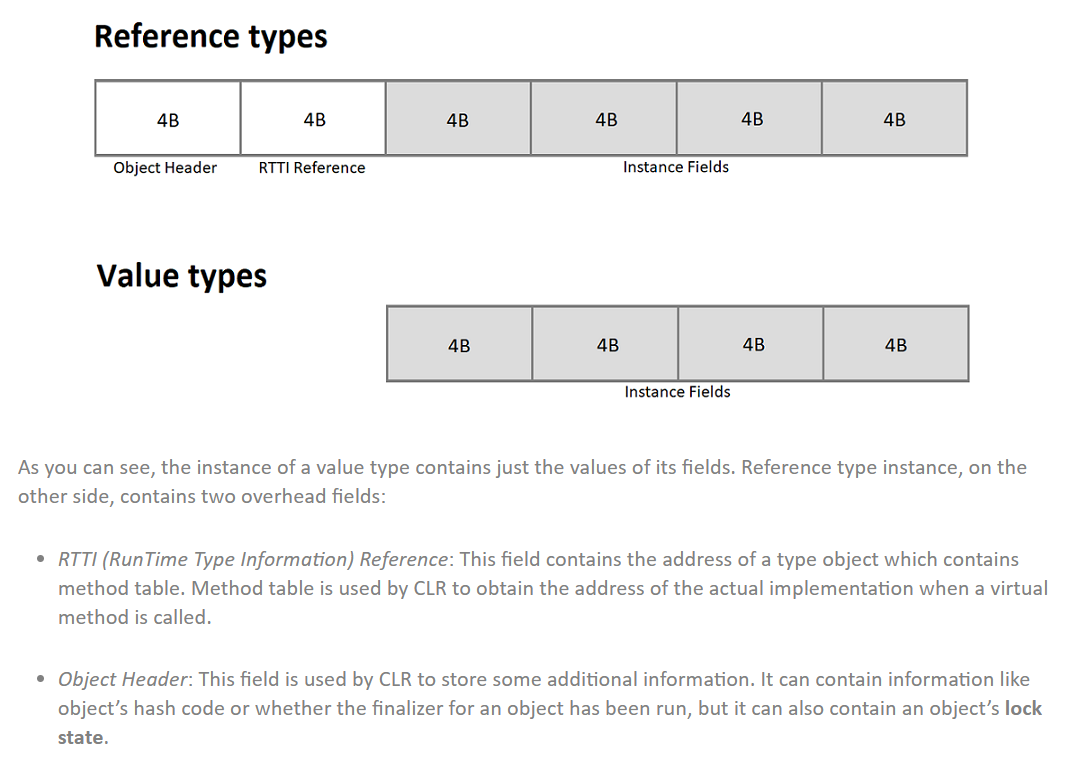 Reference types
4B 4B 4B 4B 4B 4B
Object Header RTTI Reference Instance Fields
Value types
4B 4B 4B 4B
Instance Fields
As you can see, the instance of a value type contains just the values of its fields. Reference type instance, on the
other side, contains two overhead fields:
• RTTI (RunTime Type Information) Reference: This field contains the address of a type object which contains
method table. Method table is used by CLR to obtain the address of the actual implementation when a virtual
method is called.
• Object Header: This field is used by CLR to store some additional information. It can contain information like
object’s hash code or whether the finalizer for an object has been run, but it can also contain an object’s lock
state.